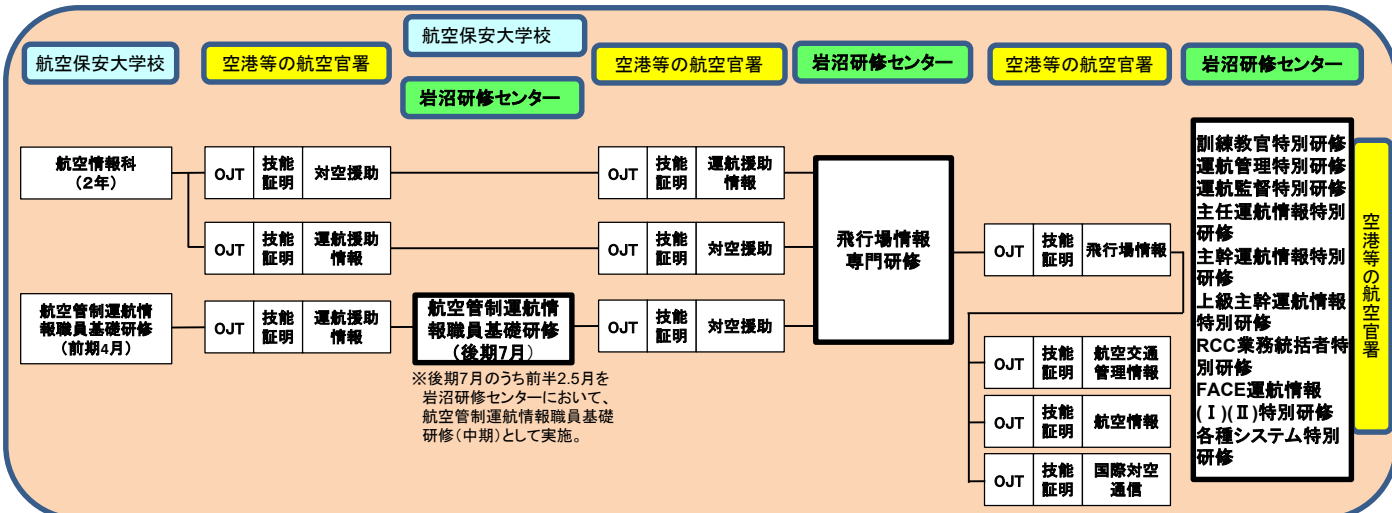 航空保安大学校
空港等の航空官署
航空保安大学校
岩沼研修センター
空港等の航空官署
岩沼研修センター
空港等の航空官署
岩沼研修センター
航空情報科
(2年)
OJT
技能
証明
対空援助
OJT
技能
証明
運航援助
情報
OJT
技能
証明
運航援助
情報
OJT
技能
証明
対空援助
航空管制運航情
報職員基礎研修
(前期4月)
OJT
技能
証明
運航援助
情報
航空管制運航情
報職員基礎研修
(後期7月)
※後期7月のうち前半2.5月を
岩沼研修センターにおいて、
航空管制運航情報職員基礎
研修(中期)として実施。
OJT
技能
証明
対空援助
飛行場情報
専門研修
OJT
技能
証明
飛行場情報
OJT
技能
証明
航空交通
管理情報
OJT
技能
証明
航空情報
OJT
技能
証明
国際対空
通信
訓練教官特別研修
運航管理特別研修
運航監督特別研修
主任運航情報特別
研修
主幹運航情報特別
研修
上級主幹運航情報
特別研修
RCC業務統括者特
別研修
FACE運航情報
(Ⅰ)(Ⅱ)特別研修
各種システム特別
研修
空港等の航空官署